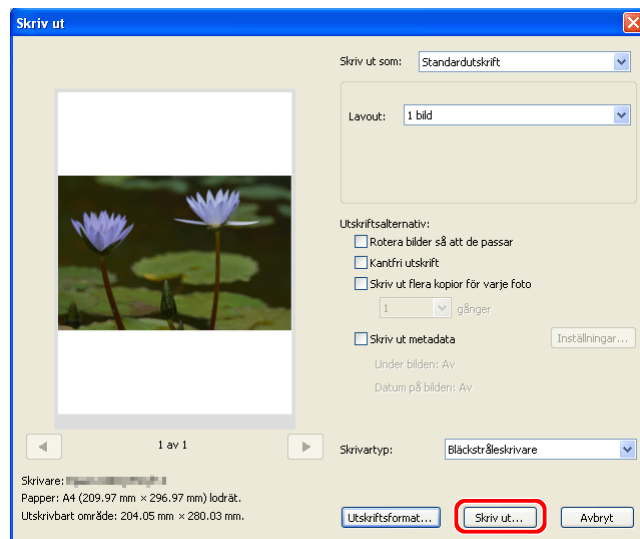 Skriv ut
Skriv ut som: Standardutskrift
Layout: 1 bild
Utskriftsalternativ:
Rotera bilder så att de passar
Kantfri utskrift
Skriv ut flera kopior för varje foto
1 gånger
Skriv ut metadata Inställningar...
Under bilden: Av
Datum på bilden: Av
1 av 1
Skrivartyp: Bläckstråleskrivare
Skrivare:
Papper: A4 (209.97 mm × 296.97 mm) lodrät.
Utskrivbart område: 204.05 mm × 280.03 mm.
Utskriftsformat... Skriv ut... Avbryt